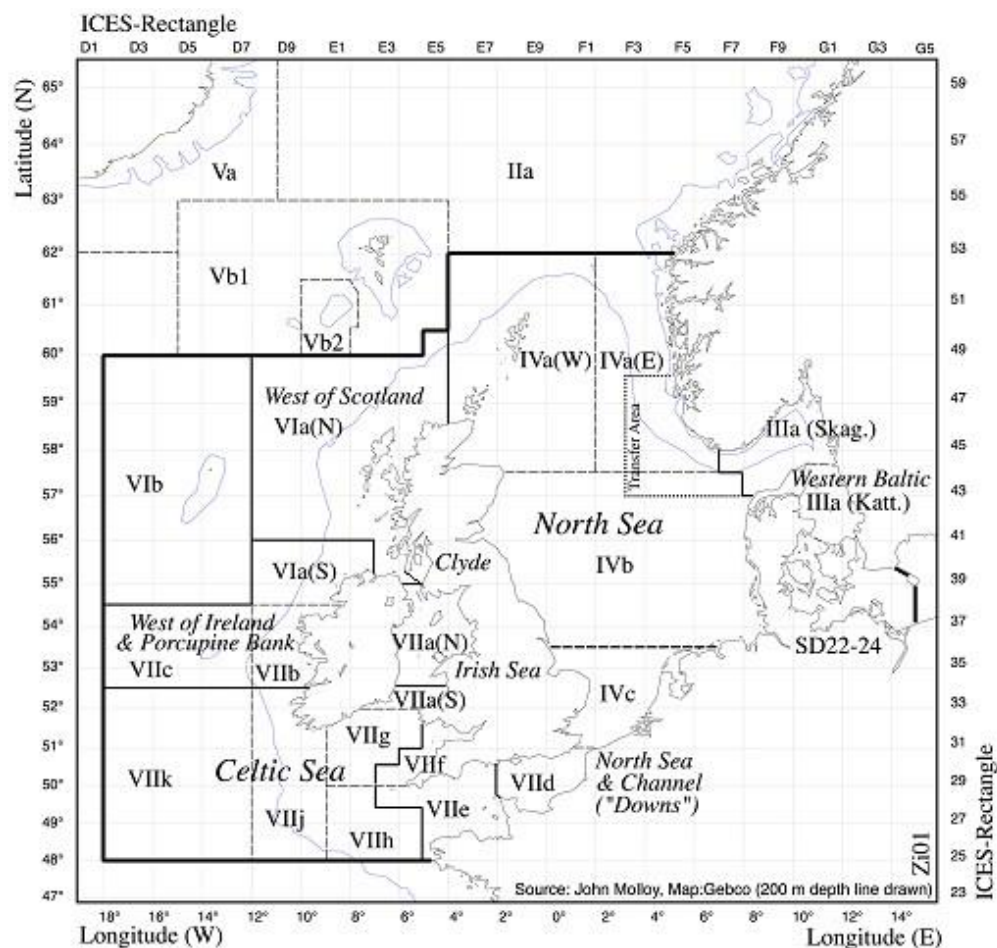 ICES-Rectangle
D1 D3 D5 D7 D9 E1 E3 E5 E7 E9 F1 F3 F5 F7 F9 G1 G3 G5
Latitude (N)
65°
64°
63°
62°
61°
60°
59°
58°
57°
56°
55°
54°
53°
52°
51°
50°
49°
48°
47°
59
57
55
53
51
49
47
45
43
41
39
37
35
33
31
29
27
25
23
ICES-Rectangle
Va
IIa
Vb1
Vb2
IVa(W)
IVa(E)
West of Scotland
VIa(N)
Transfer Area
IIIa (Skag.)
VIb
Western Baltic
IIIa (Katt.)
North Sea
IVb
Clyde
VIa(S)
West of Ireland
& Porcupine Bank
VIIc
VIIb
VIIa(N)
Irish Sea
SD22-24
VIIa(S)
IVc
VIIg
Celtic Sea
VIIf
VIIk
VIId
North Sea
& Channel
("Downs")
VIIe
VIIj
VIIh
Zi01
Source: John Molloy, Map:Gebco (200 m depth line drawn)
18° 16° 14° 12° 10° 8° 6° 4° 2° 0° 2° 4° 6° 8° 10° 12° 14°
Longitude (W)
Longitude (E)